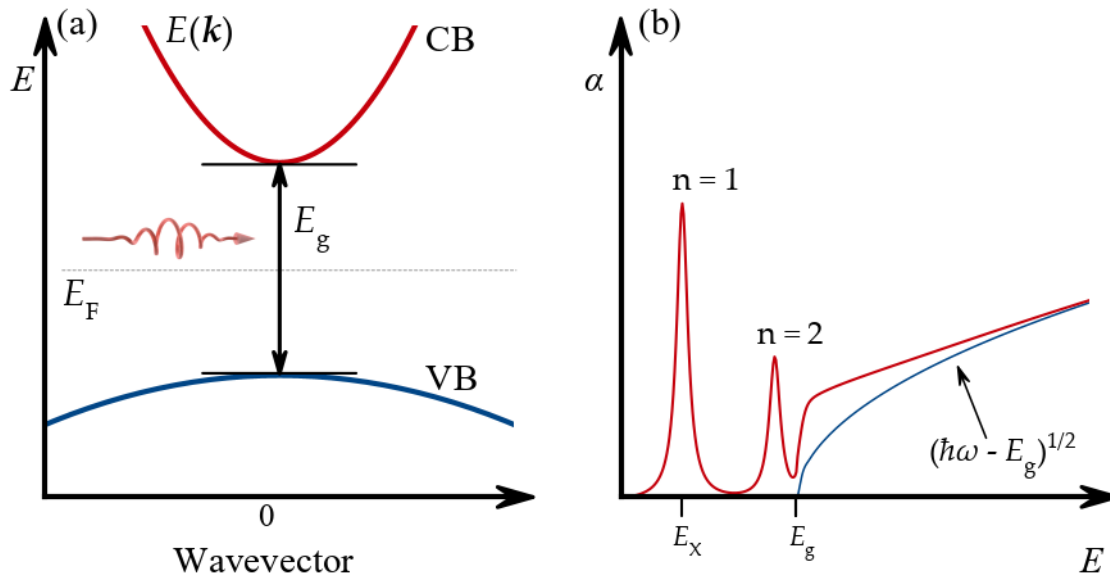 (a)
E(k)
CB
E
E_g
E_F
VB
0
Wavevector
(b)
α
n = 1
n = 2
(ħω - E_g)^{1/2}
E_X
E_g
E